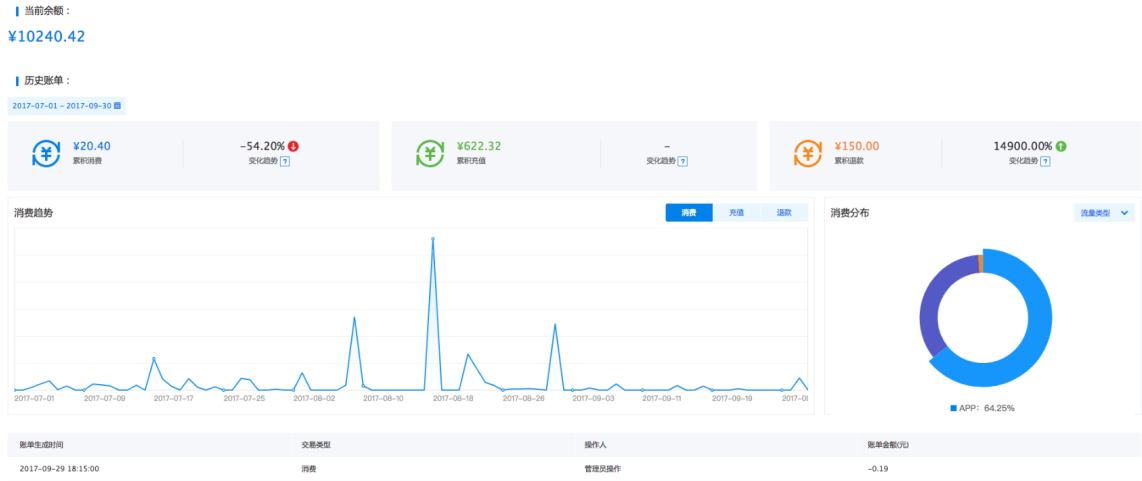 当前余额：
¥10240.42
历史账单：
2017-07-01 - 2017-09-30
¥20.40
累积消费
-54.20%
变化趋势 ?
¥622.32
累积充值
-
变化趋势 ?
¥150.00
累积退款
14900.00%
变化趋势 ?
消费趋势
消费 充值 退款
2017-07-01 2017-07-09 2017-07-17 2017-07-25 2017-08-02 2017-08-10 2017-08-18 2017-08-26 2017-09-03 2017-09-11 2017-09-19
消费分布
流量类型
APP: 64.25%
账单生成时间 交易类型 操作人 账单金额(元)
2017-09-29 18:15:00 消费 管理员操作 -0.19